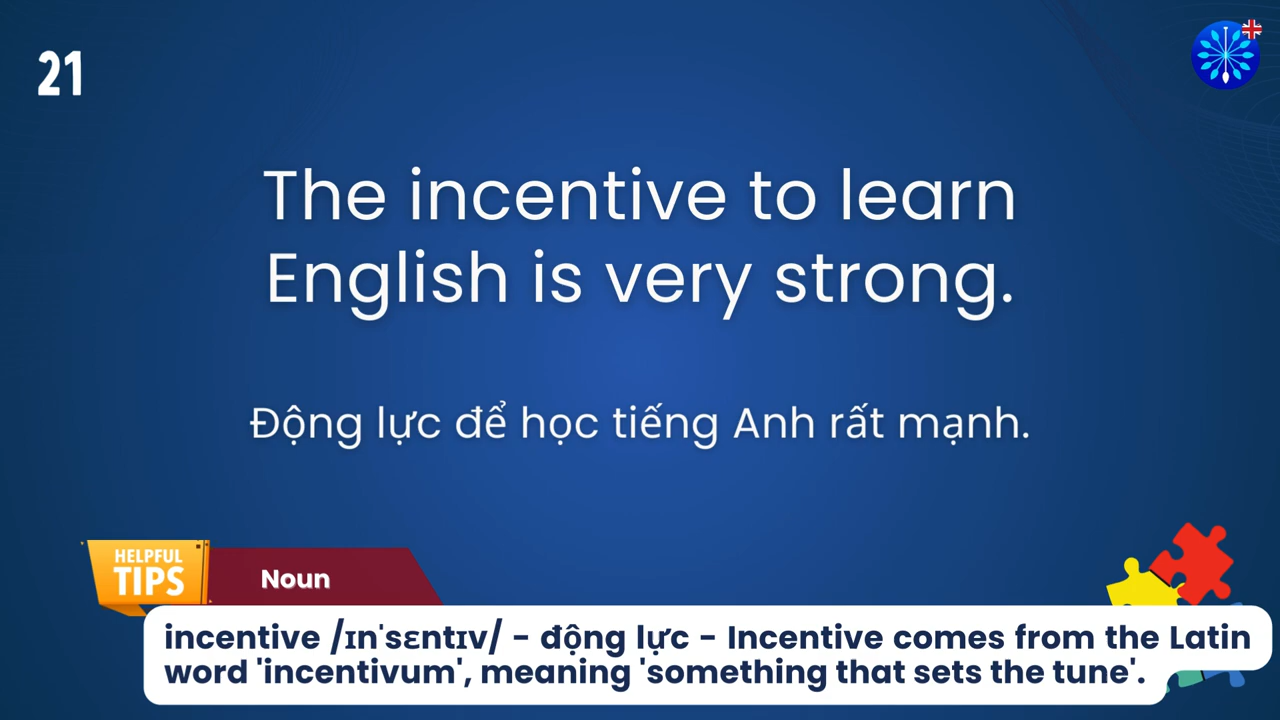 21
The incentive to learn
English is very strong.
Động lực để học tiếng Anh rất mạnh.
HELPFUL
TIPS
Noun
incentive /ɪnˈsɛntɪv/ - động lực - Incentive comes from the Latin
word 'incentivum', meaning 'something that sets the tune'.